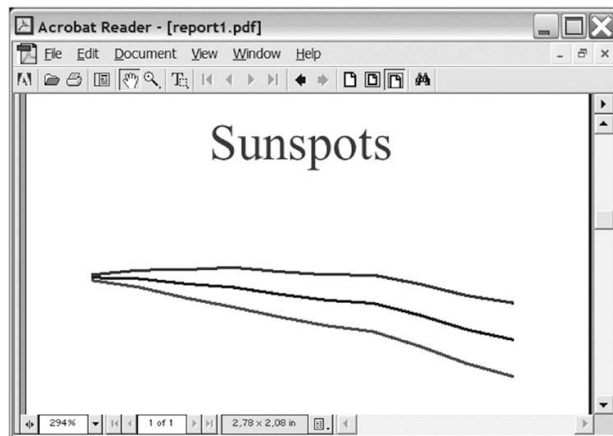 Acrobat Reader - [report1.pdf]
File Edit Document View Window Help
Sunspots
294% 1 of 1 2,78 × 2,08 in